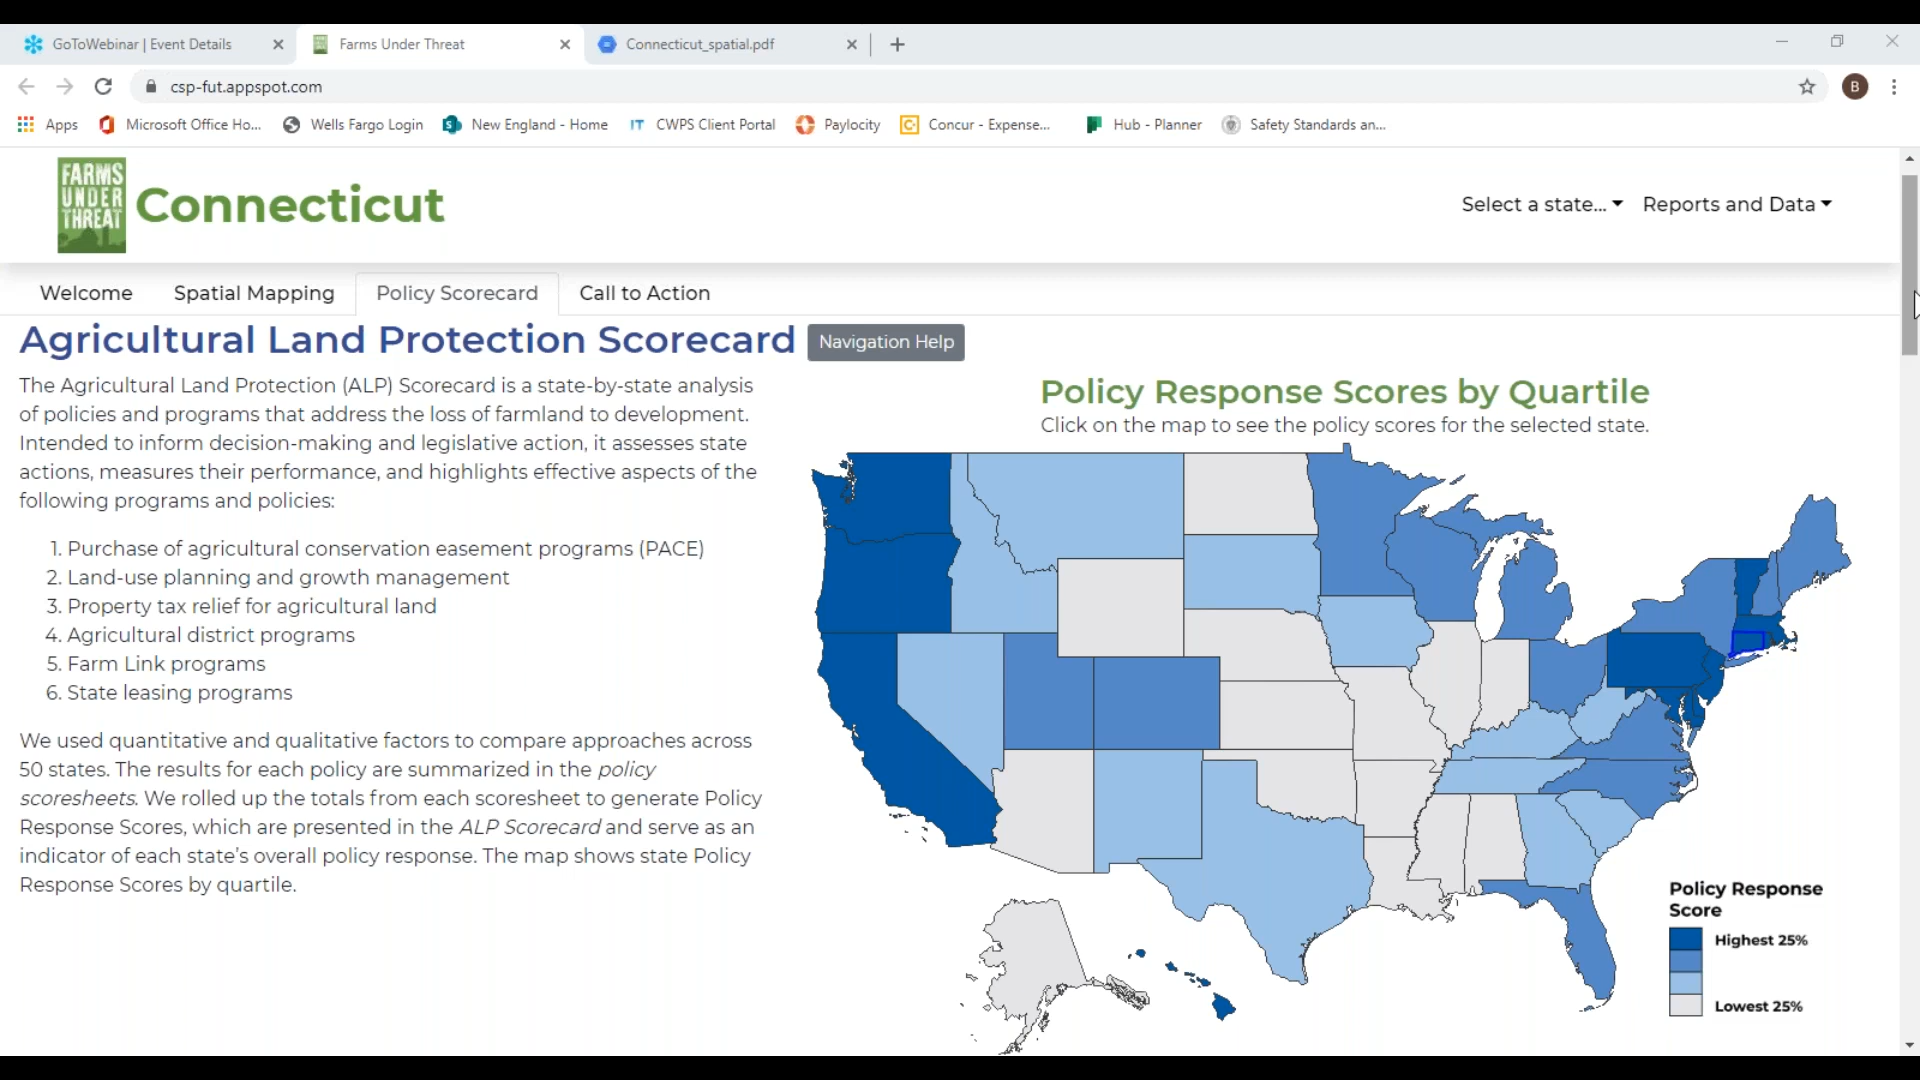 GoToWebinar | Event Details
Farms Under Threat
Connecticut_spatial.pdf
csp-fut.appspot.com
B
Apps
Microsoft Office Ho...
Wells Fargo Login
New England - Home
IT CWPS Client Portal
Paylocity
Concur - Expense...
Hub - Planner
Safety Standards an...
FARMS
UNDER
THREAT
Connecticut
Select a state...
Reports and Data
Welcome
Spatial Mapping
Policy Scorecard
Call to Action
Agricultural Land Protection Scorecard
Navigation Help
The Agricultural Land Protection (ALP) Scorecard is a state-by-state analysis
of policies and programs that address the loss of farmland to development.
Intended to inform decision-making and legislative action, it assesses state
actions, measures their performance, and highlights effective aspects of the
following programs and policies:
1. Purchase of agricultural conservation easement programs (PACE)
2. Land-use planning and growth management
3. Property tax relief for agricultural land
4. Agricultural district programs
5. Farm Link programs
6. State leasing programs
We used quantitative and qualitative factors to compare approaches across
50 states. The results for each policy are summarized in the policy
scoresheets. We rolled up the totals from each scoresheet to generate Policy
Response Scores, which are presented in the ALP Scorecard and serve as an
indicator of each state's overall policy response. The map shows state Policy
Response Scores by quartile.
Policy Response Scores by Quartile
Click on the map to see the policy scores for the selected state.
Policy Response
Score
Highest 25%
Lowest 25%